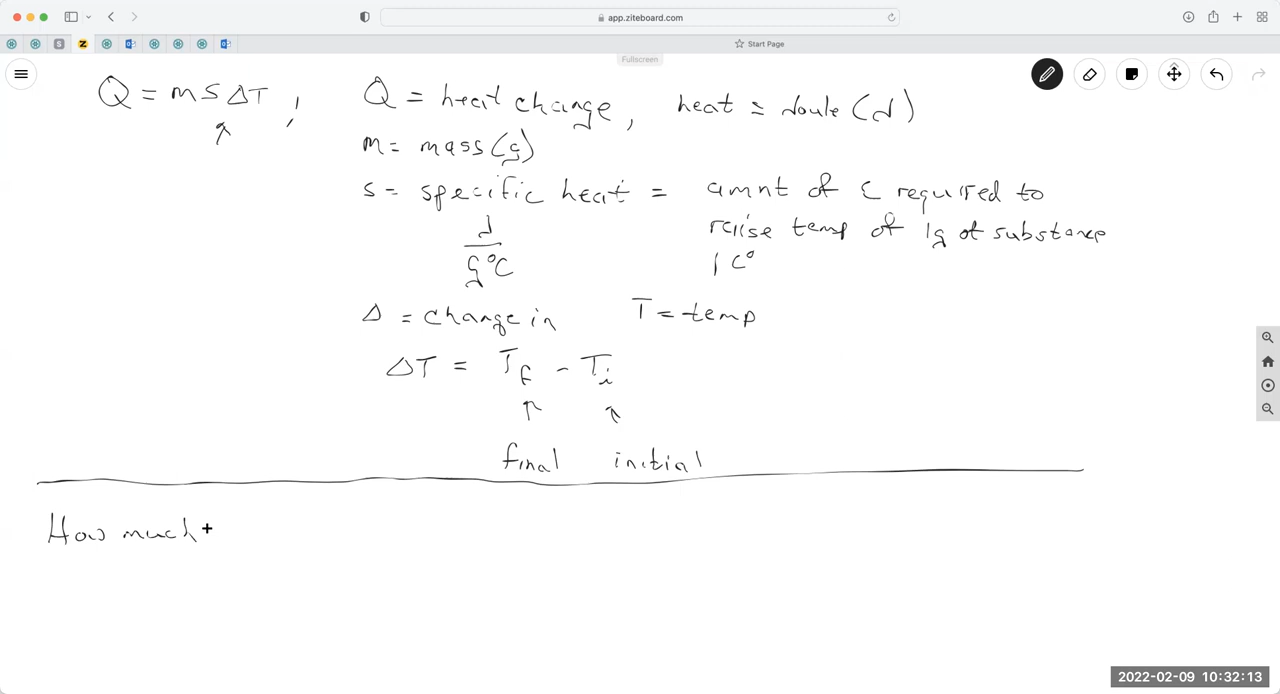 app.ziteboard.com
Start Page
Fullscreen
Q = m S ΔT , Q = heat change, heat = Joule (J)
m = mass (g)
s = specific heat = amnt of E required to
J/g°C raise temp of 1g of substance
1 C°
Δ = change in T = temp
ΔT = Tf - Ti
final initial
How much
2022-02-09 10:32:13